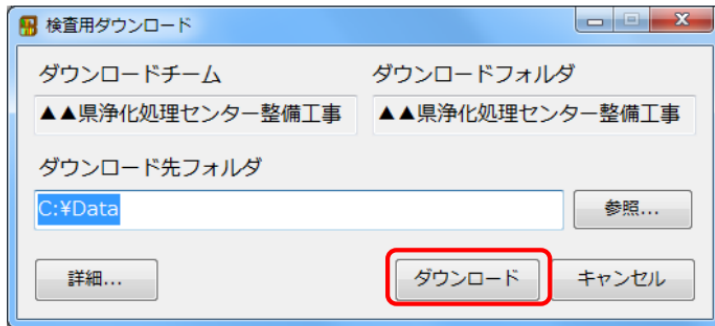 検査用ダウンロード
ダウンロードチーム ダウンロードフォルダ
▲▲県浄化処理センター整備工事 ▲▲県浄化処理センター整備工事
ダウンロード先フォルダ
C:¥Data 参照...
詳細... ダウンロード キャンセル